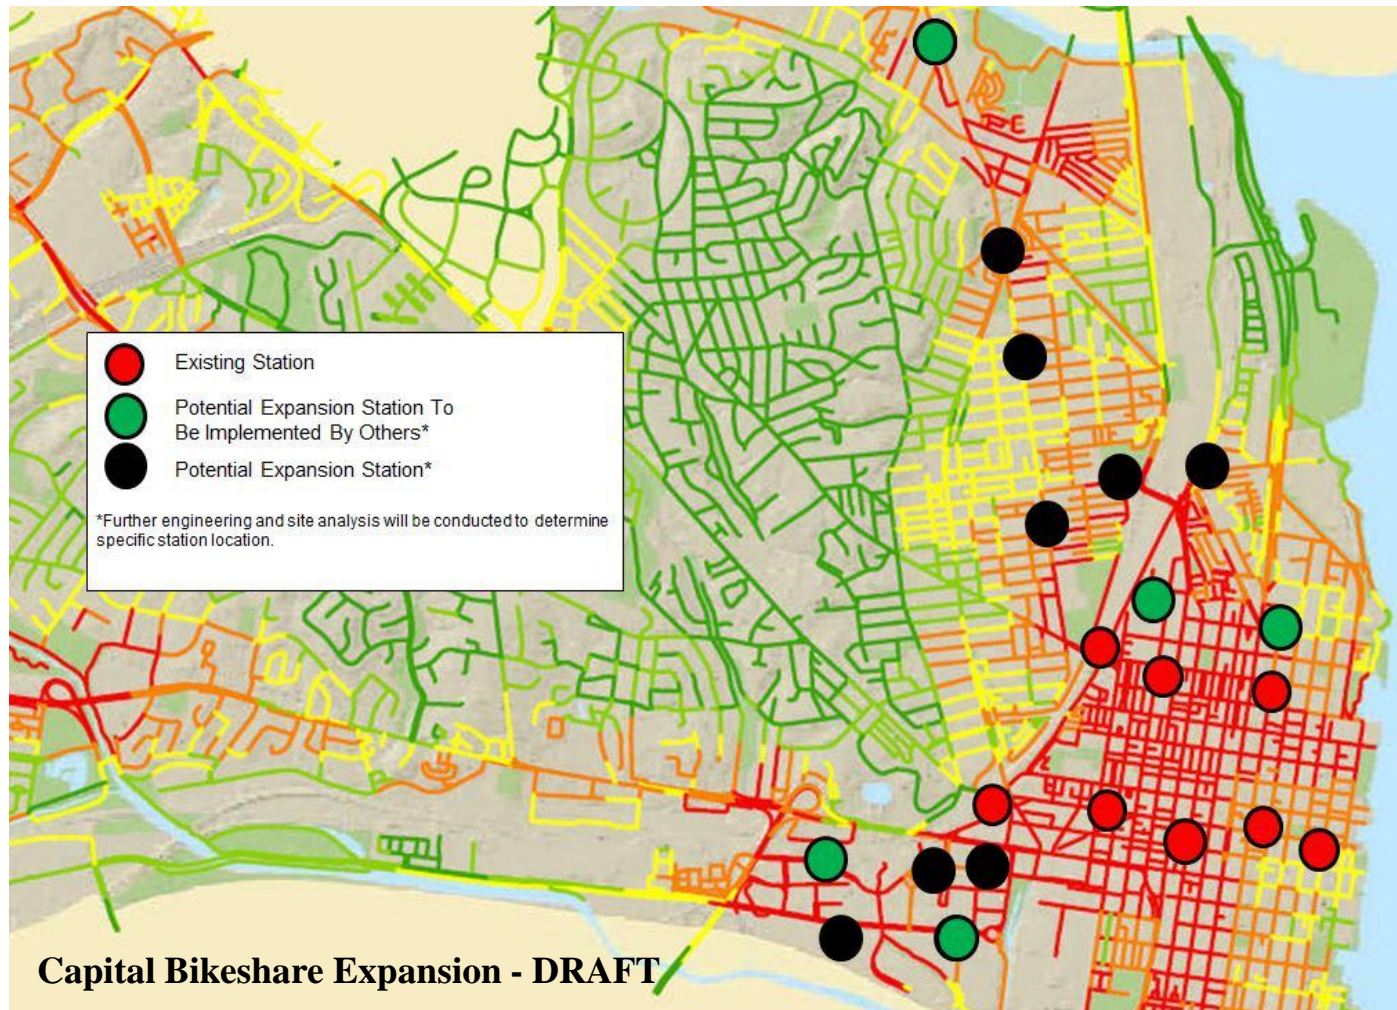 Existing Station
Potential Expansion Station To
Be Implemented By Others*
Potential Expansion Station*
*Further engineering and site analysis will be conducted to determine
specific station location.
Capital Bikeshare Expansion - DRAFT